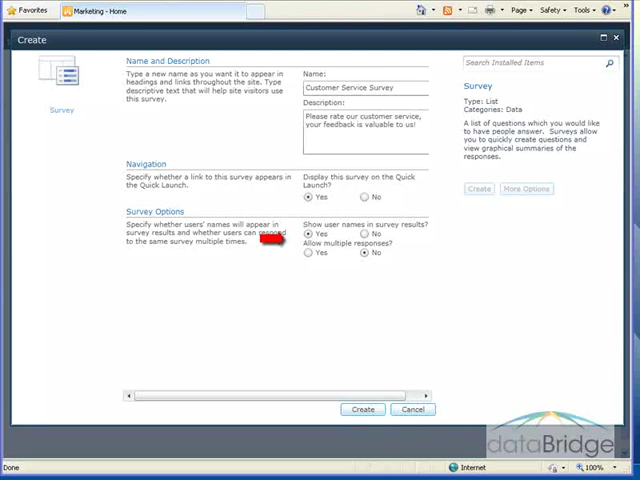 Favorites
Marketing - Home
Page
Safety
Tools
Create
Survey
Name and Description
Type a new name as you want it to appear in
headings and links throughout the site. Type
descriptive text that will help site visitors use
this survey.
Name:
Customer Service Survey
Description:
Please rate our customer service,
your feedback is valuable to us!
Navigation
Specify whether a link to this survey appears in
the Quick Launch.
Display this survey on the Quick
Launch?
Yes No
Survey Options
Specify whether users' names will appear in
survey results and whether users can respond
to the same survey multiple times.
Show user names in survey results?
Yes No
Allow multiple responses?
Yes No
Create Cancel
Search Installed Items
Survey
Type: List
Categories: Data
A list of questions which you would like
to have people answer. Surveys allow
you to quickly create questions and
view graphical summaries of the
responses.
Create More Options
dataBridge
Done
Internet
100%